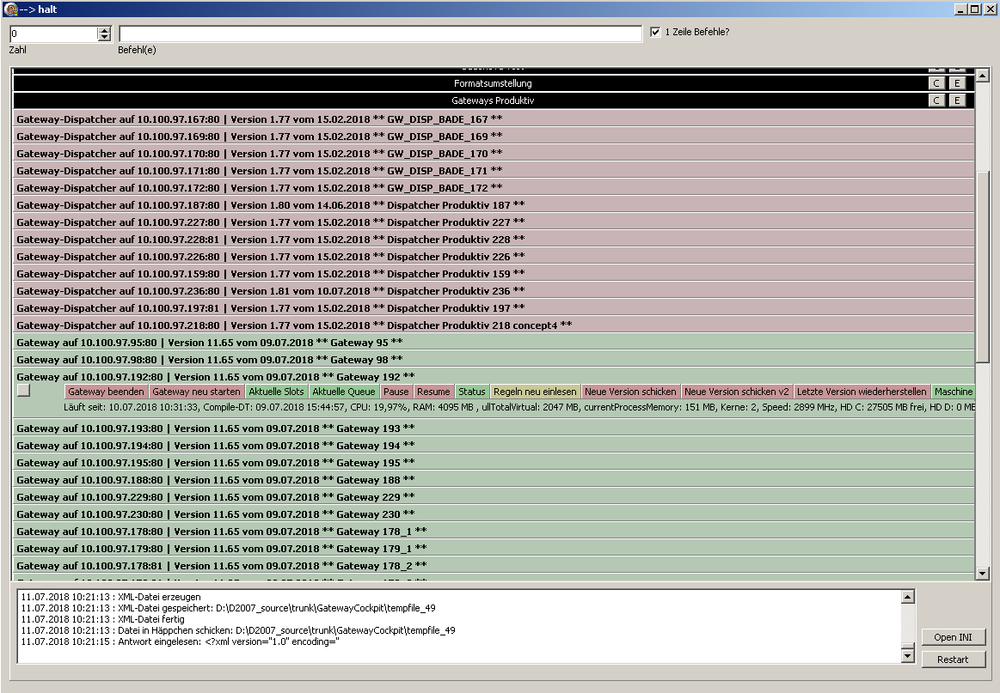 --> halt
0
Zahl
Befehl(e)
1 Zeile Befehle?
Formatsumstellung C E
Gateways Produktiv C E
Gateway-Dispatcher auf 10.100.97.167:80 | Version 1.77 vom 15.02.2018 ** GW_DISP_BADE_167 **
Gateway-Dispatcher auf 10.100.97.169:80 | Version 1.77 vom 15.02.2018 ** GW_DISP_BADE_169 **
Gateway-Dispatcher auf 10.100.97.170:80 | Version 1.77 vom 15.02.2018 ** GW_DISP_BADE_170 **
Gateway-Dispatcher auf 10.100.97.171:80 | Version 1.77 vom 15.02.2018 ** GW_DISP_BADE_171 **
Gateway-Dispatcher auf 10.100.97.172:80 | Version 1.77 vom 15.02.2018 ** GW_DISP_BADE_172 **
Gateway-Dispatcher auf 10.100.97.187:80 | Version 1.80 vom 14.06.2018 ** Dispatcher Produktiv 187 **
Gateway-Dispatcher auf 10.100.97.227:80 | Version 1.77 vom 15.02.2018 ** Dispatcher Produktiv 227 **
Gateway-Dispatcher auf 10.100.97.228:81 | Version 1.77 vom 15.02.2018 ** Dispatcher Produktiv 228 **
Gateway-Dispatcher auf 10.100.97.226:80 | Version 1.77 vom 15.02.2018 ** Dispatcher Produktiv 226 **
Gateway-Dispatcher auf 10.100.97.159:80 | Version 1.77 vom 15.02.2018 ** Dispatcher Produktiv 159 **
Gateway-Dispatcher auf 10.100.97.236:80 | Version 1.81 vom 10.07.2018 ** Dispatcher Produktiv 236 **
Gateway-Dispatcher auf 10.100.97.197:81 | Version 1.77 vom 15.02.2018 ** Dispatcher Produktiv 197 **
Gateway-Dispatcher auf 10.100.97.218:80 | Version 1.77 vom 15.02.2018 ** Dispatcher Produktiv 218 concept4 **
Gateway auf 10.100.97.95:80 | Version 11.65 vom 09.07.2018 ** Gateway 95 **
Gateway auf 10.100.97.98:80 | Version 11.65 vom 09.07.2018 ** Gateway 98 **
Gateway auf 10.100.97.192:80 | Version 11.65 vom 09.07.2018 ** Gateway 192 **
Gateway beenden Gateway neu starten Aktuelle Slots Aktuelle Queue Pause Resume Status Regeln neu einlesen Neue Version schicken Neue Version schicken v2 Letzte Version wiederherstellen Maschine
Läuft seit: 10.07.2018 10:31:33, Compile-DT: 09.07.2018 15:44:57, CPU: 19,97%, RAM: 4095 MB , ullTotalVirtual: 2047 MB, currentProcessMemory: 151 MB, Kerne: 2, Speed: 2899 MHz, HD C: 27505 MB frei, HD D: 0 MB
Gateway auf 10.100.97.193:80 | Version 11.65 vom 09.07.2018 ** Gateway 193 **
Gateway auf 10.100.97.194:80 | Version 11.65 vom 09.07.2018 ** Gateway 194 **
Gateway auf 10.100.97.195:80 | Version 11.65 vom 09.07.2018 ** Gateway 195 **
Gateway auf 10.100.97.188:80 | Version 11.65 vom 09.07.2018 ** Gateway 188 **
Gateway auf 10.100.97.229:80 | Version 11.65 vom 09.07.2018 ** Gateway 229 **
Gateway auf 10.100.97.230:80 | Version 11.65 vom 09.07.2018 ** Gateway 230 **
Gateway auf 10.100.97.178:80 | Version 11.65 vom 09.07.2018 ** Gateway 178_1 **
Gateway auf 10.100.97.179:80 | Version 11.65 vom 09.07.2018 ** Gateway 179_1 **
Gateway auf 10.100.97.178:81 | Version 11.65 vom 09.07.2018 ** Gateway 178_2 **
11.07.2018 10:21:13 : XML-Datei erzeugen
11.07.2018 10:21:13 : XML-Datei gespeichert: D:\D2007_source\trunk\GatewayCockpit\tempfile_49
11.07.2018 10:21:13 : XML-Datei fertig
11.07.2018 10:21:13 : Datei in Häppchen schicken: D:\D2007_source\trunk\GatewayCockpit\tempfile_49
11.07.2018 10:21:15 : Antwort eingelesen: <?xml version="1.0" encoding="
Open INI
Restart